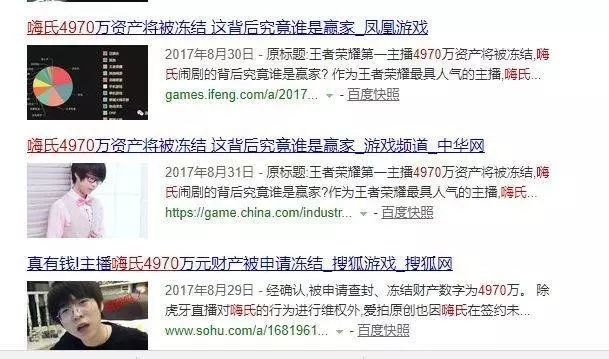 嗨氏4970万资产将被冻结 这背后究竟谁是赢家_凤凰游戏
2017年8月30日 - 原标题:王者荣耀第一主播4970万资产将被冻结,嗨
氏闹剧的背后究竟谁是赢家? 作为王者荣耀最具人气的主播,嗨氏...
games.ifeng.com/a/2017... - 百度快照
嗨氏4970万资产将被冻结 这背后究竟谁是赢家_游戏频道_中华网
2017年8月31日 - 原标题:王者荣耀第一主播4970万资产将被冻结,嗨
氏闹剧的背后究竟谁是赢家?作为王者荣耀最具人气的主播,嗨氏...
https://game.china.com/industr... - 百度快照
真有钱!主播嗨氏4970万元财产被申请冻结_搜狐游戏_搜狐网
2017年8月29日 - 经确认,被申请查封、冻结财产数字为4970万。 除
虎牙直播对嗨氏的行为进行维权外,爱拍原创也因嗨氏在签约未...
www.sohu.com/a/1681961... - 百度快照